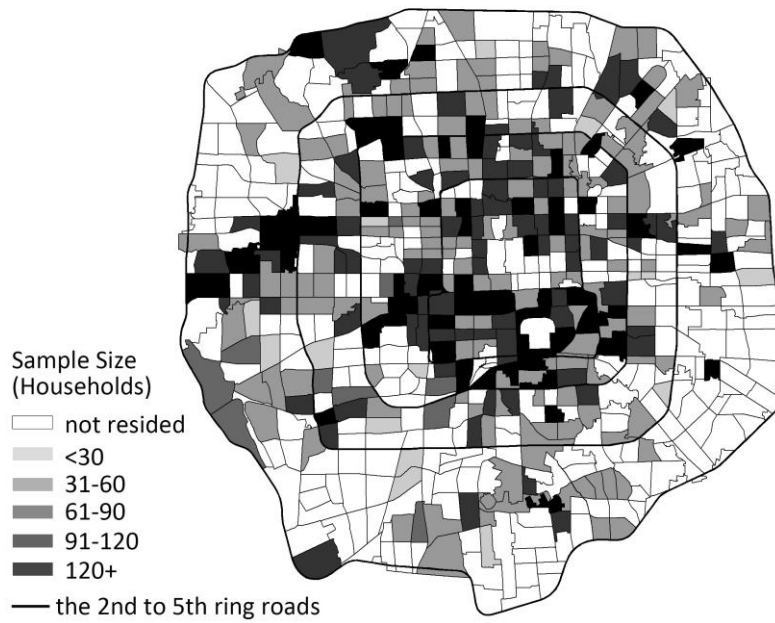 Sample Size
(Households)
not resided
<30
31-60
61-90
91-120
120+
the 2nd to 5th ring roads